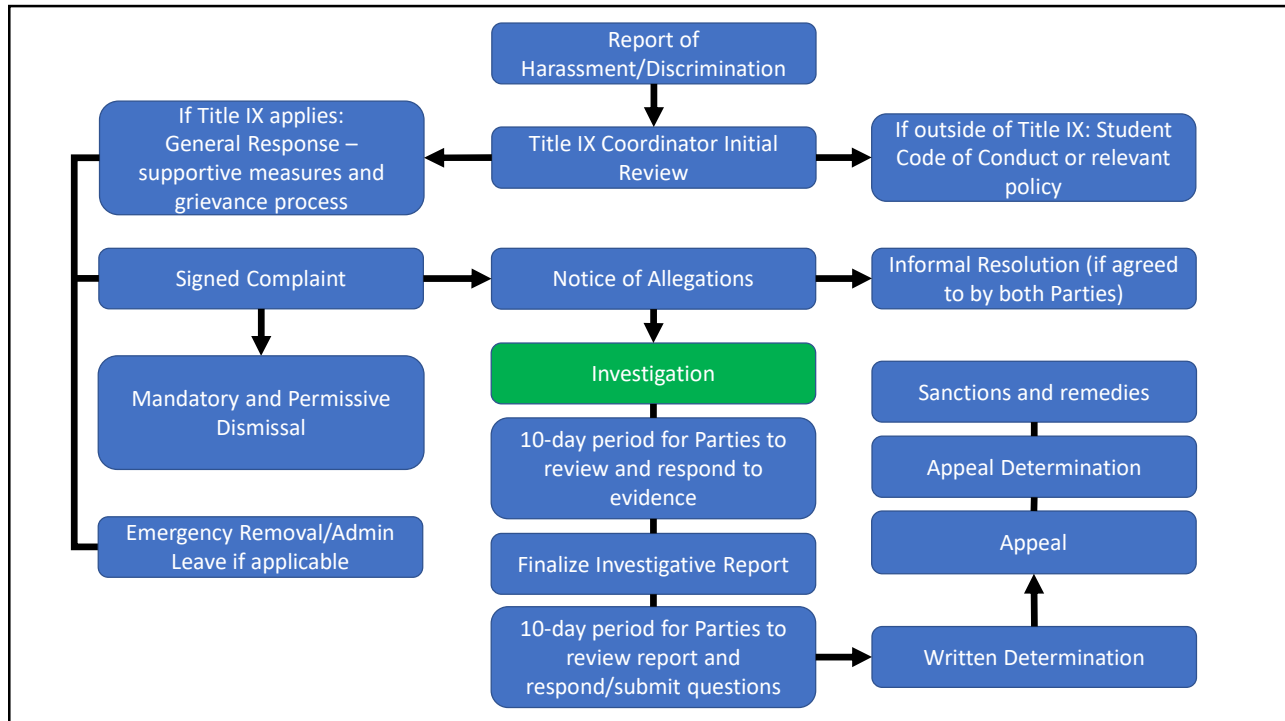 Report of
Harassment/Discrimination
If Title IX applies:
General Response –
supportive measures and
grievance process
Title IX Coordinator Initial
Review
If outside of Title IX: Student
Code of Conduct or relevant
policy
Signed Complaint
Notice of Allegations
Informal Resolution (if agreed
to by both Parties)
Mandatory and Permissive
Dismissal
Emergency Removal/Admin
Leave if applicable
Investigation
10-day period for Parties to
review and respond to
evidence
Finalize Investigative Report
10-day period for Parties to
review report and
respond/submit questions
Sanctions and remedies
Appeal Determination
Appeal
Written Determination